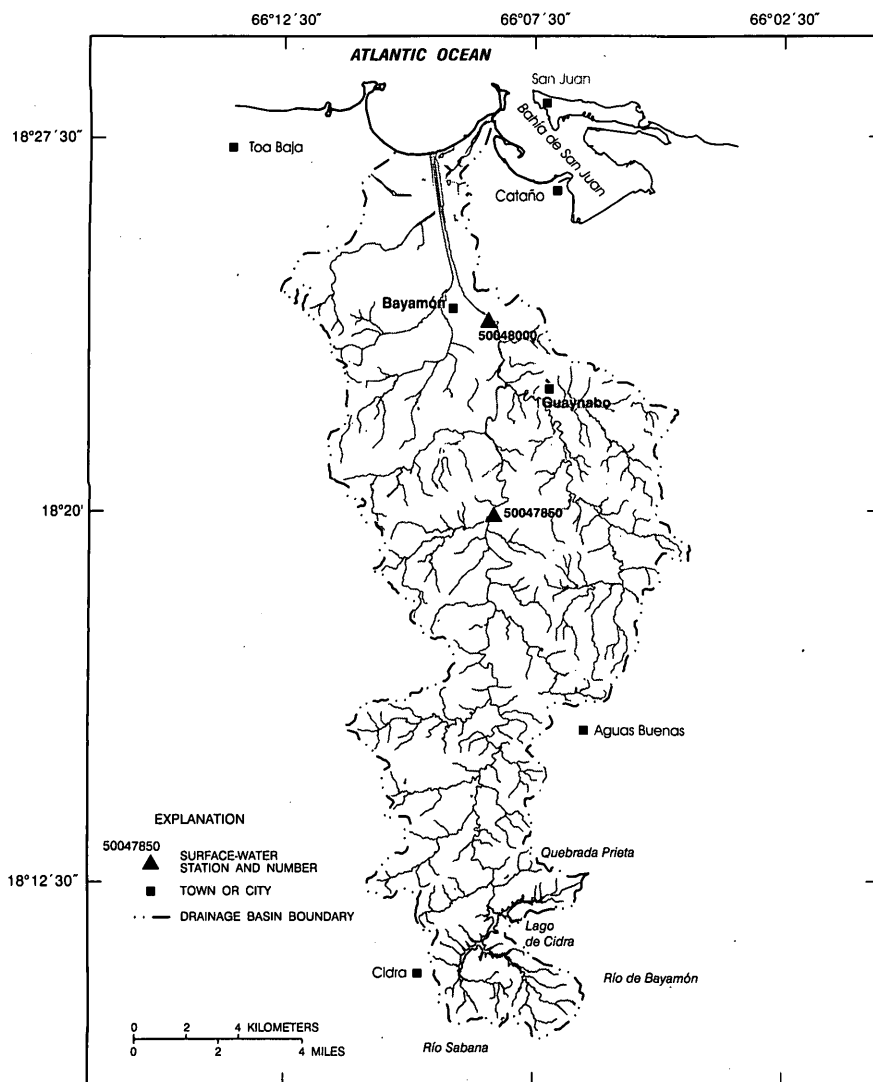 66°12´30"
66°07´30"
66°02´30"
ATLANTIC OCEAN
San Juan
Bahía de San Juan
18°27´30"
Toa Baja
Cataño
Bayamón
50048000
Guaynabo
18°20'
50047850
Aguas Buenas
EXPLANATION
50047850
SURFACE-WATER
STATION AND NUMBER
TOWN OR CITY
DRAINAGE BASIN BOUNDARY
Quebrada Prieta
18°12´30"
Lago
de Cidra
Cidra
Río de Bayamón
Río Sabana
0 2 4 KILOMETERS
0 2 4 MILES